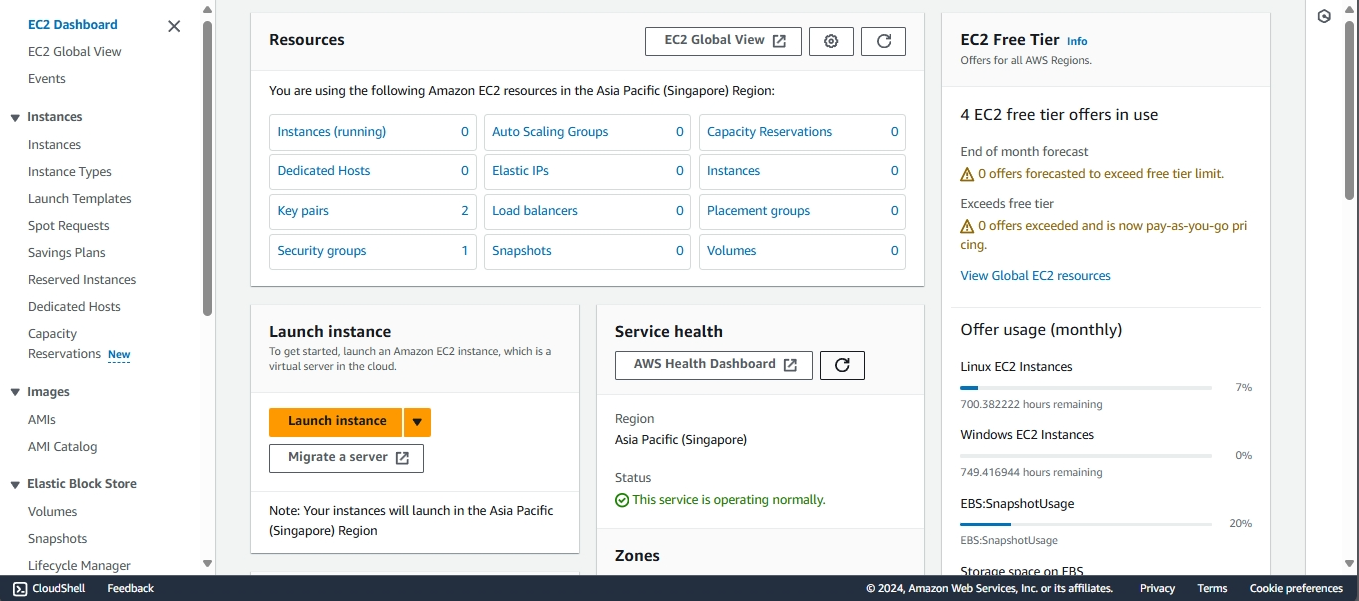 EC2 Dashboard
EC2 Global View
Events
Instances
Instances
Instance Types
Launch Templates
Spot Requests
Savings Plans
Reserved Instances
Dedicated Hosts
Capacity
Reservations New
Images
AMIs
AMI Catalog
Elastic Block Store
Volumes
Snapshots
Lifecycle Manager
Resources
EC2 Global View
You are using the following Amazon EC2 resources in the Asia Pacific (Singapore) Region:
Instances (running) 0
Auto Scaling Groups 0
Capacity Reservations 0
Dedicated Hosts 0
Elastic IPs 0
Instances 0
Key pairs 2
Load balancers 0
Placement groups 0
Security groups 1
Snapshots 0
Volumes 0
Launch instance
To get started, launch an Amazon EC2 instance, which is a
virtual server in the cloud.
Launch instance
Migrate a server
Note: Your instances will launch in the Asia Pacific
(Singapore) Region
Service health
AWS Health Dashboard
Region
Asia Pacific (Singapore)
Status
This service is operating normally.
Zones
EC2 Free Tier Info
Offers for all AWS Regions.
4 EC2 free tier offers in use
End of month forecast
0 offers forecasted to exceed free tier limit.
Exceeds free tier
0 offers exceeded and is now pay-as-you-go pri
cing.
View Global EC2 resources
Offer usage (monthly)
Linux EC2 Instances
7%
700.382222 hours remaining
Windows EC2 Instances
0%
749.416944 hours remaining
EBS:SnapshotUsage
20%
EBS:SnapshotUsage
Storage space on EBS
CloudShell
Feedback
© 2024, Amazon Web Services, Inc. or its affiliates.
Privacy
Terms
Cookie preferences